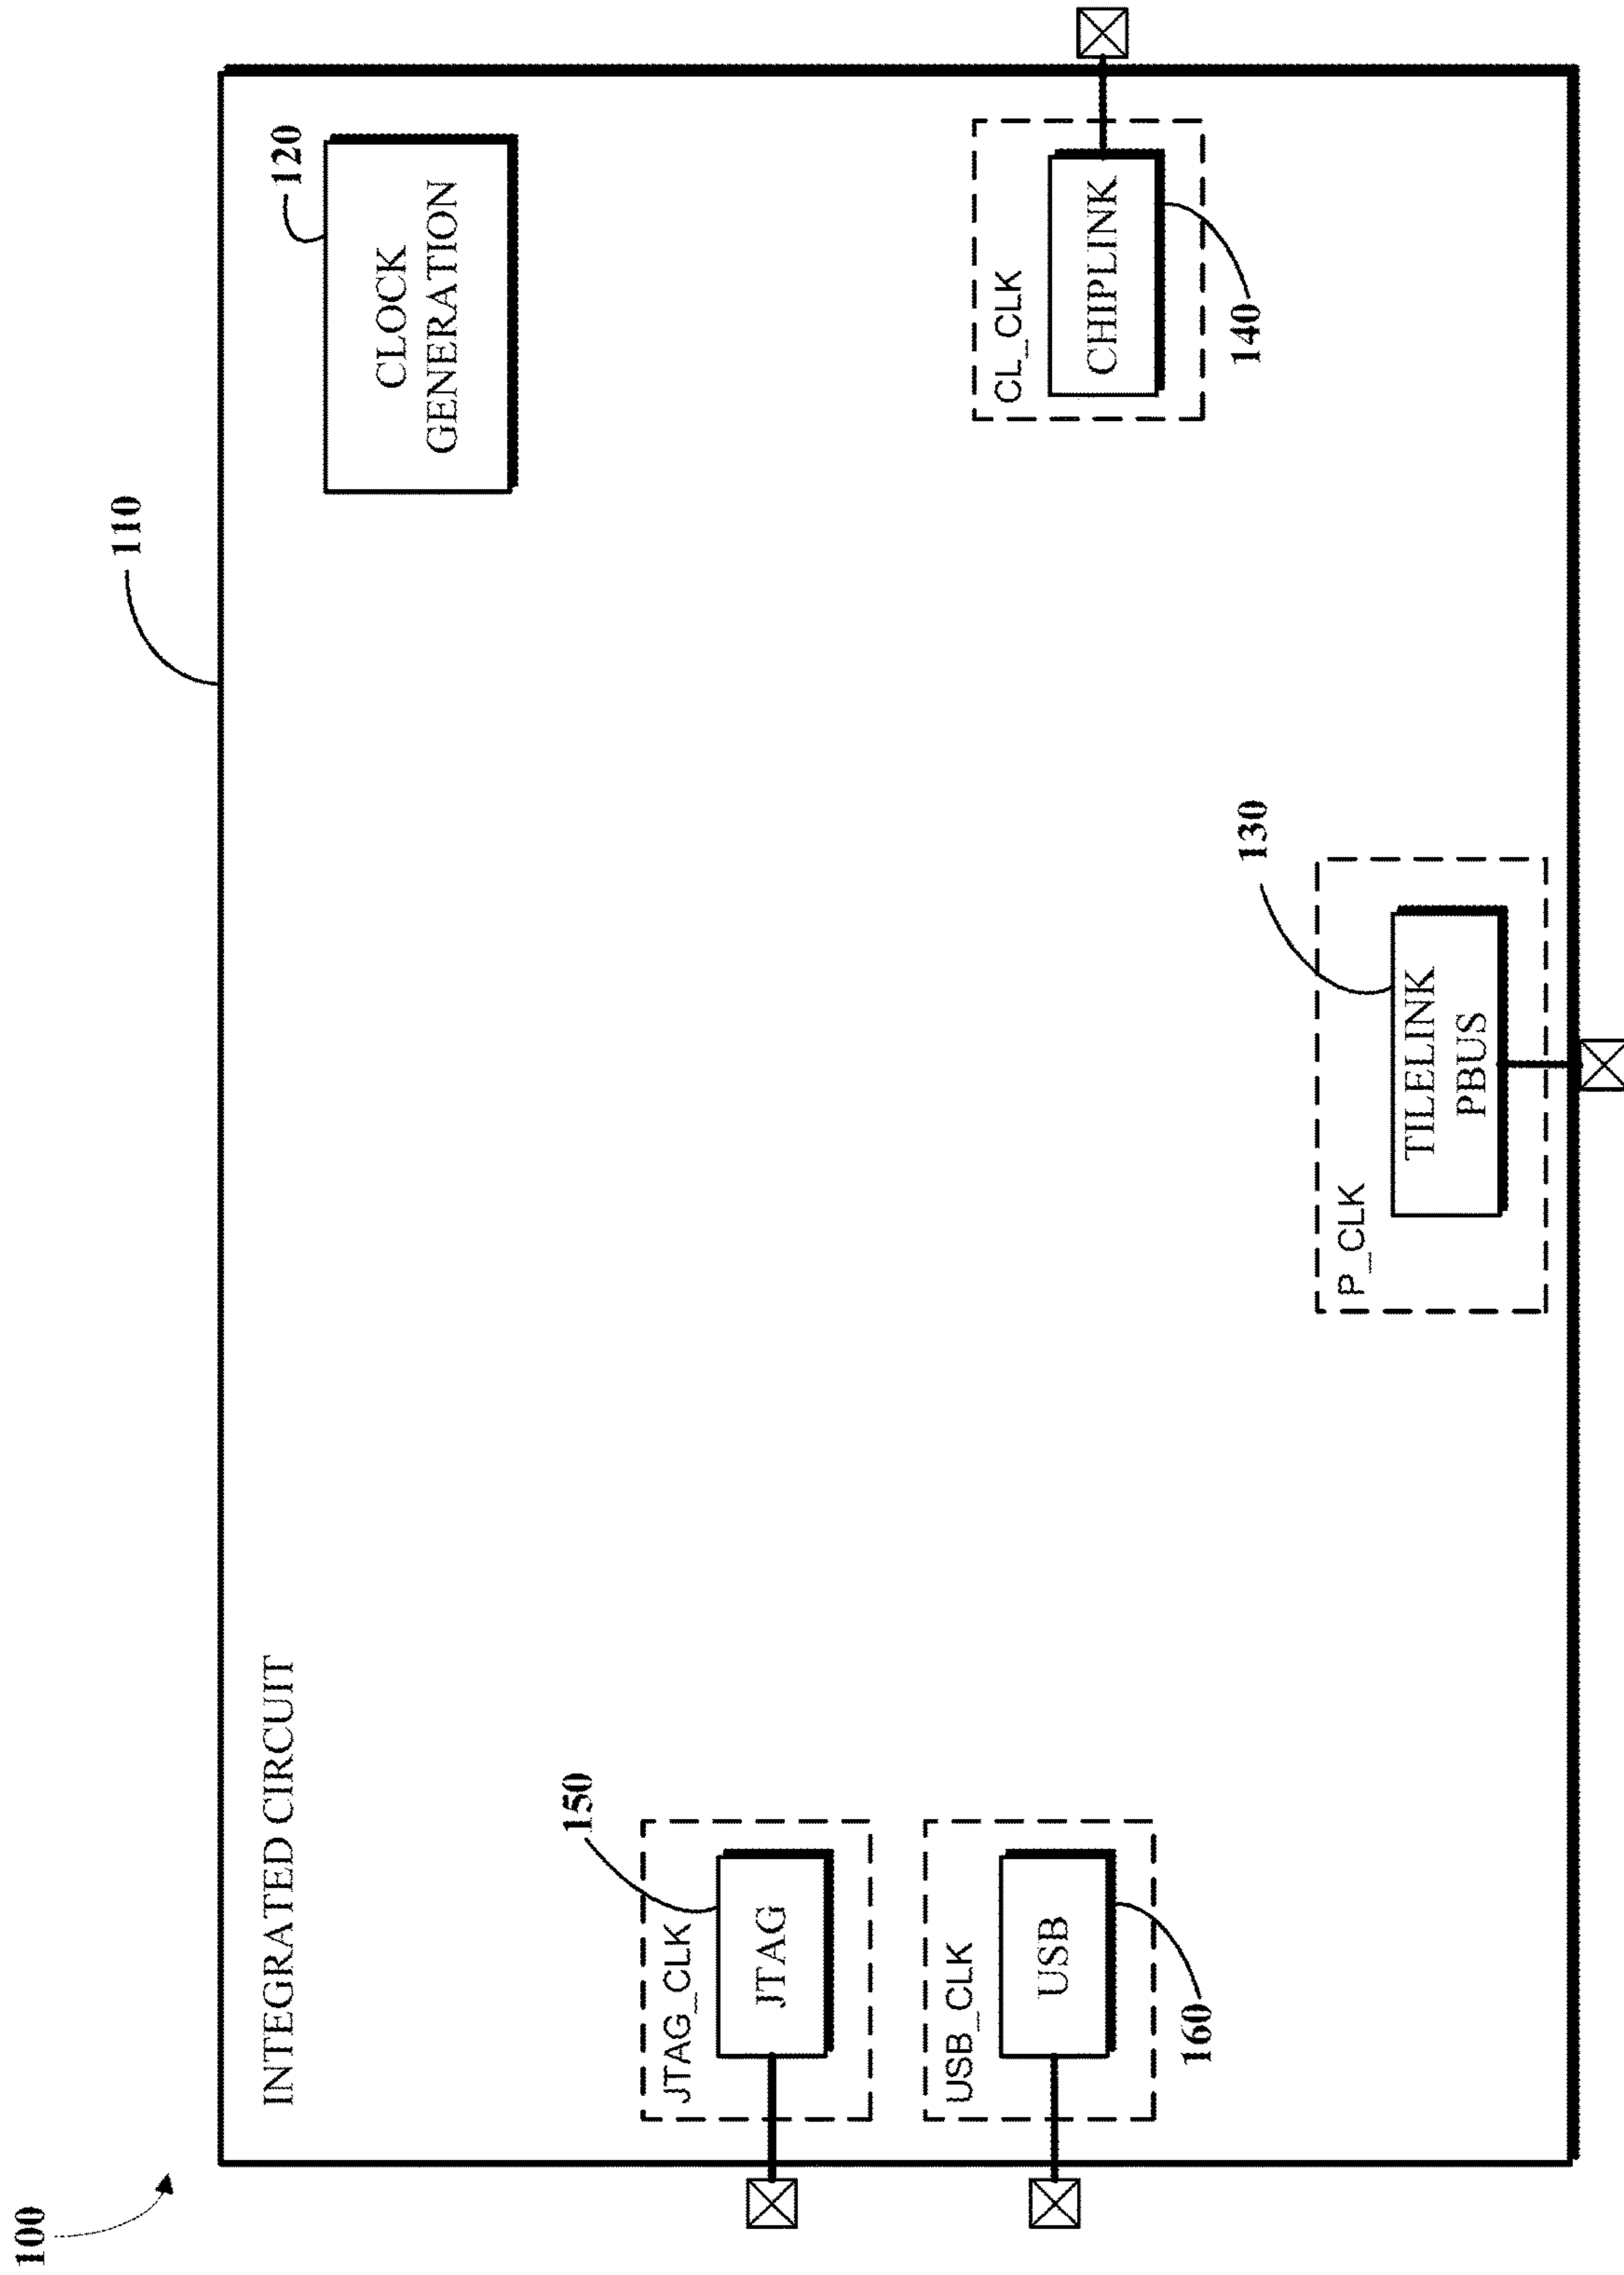 100
110
INTEGRATED CIRCUIT
120
CLOCK
GENERATION
150
JTAG_CLK
JTAG
USB_CLK
USB
160
CL_CLK
CHIPLINK
140
130
P_CLK
TILELINK
PBUS